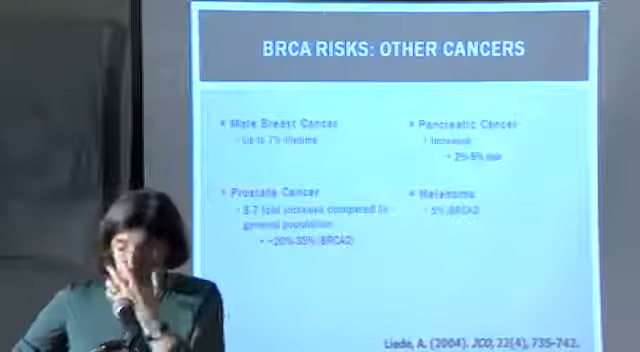 BRCA RISKS: OTHER CANCERS
Male Breast Cancer
Up to 7% lifetime
Prostate Cancer
fold increase compared to
general population
~20%-35% (BRCA2)
Pancreatic Cancer
Increased
2%-5% risk
Melanoma
5% (BRCA2)
Liede, A. (2004). JCO, 22(4), 735-742.